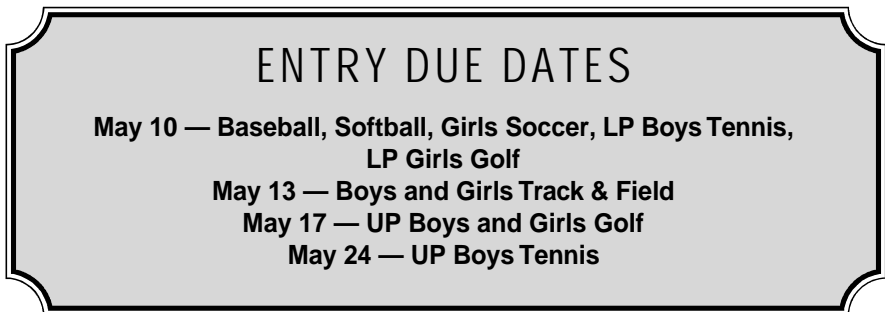 ENTRY DUE DATES
May 10 — Baseball, Softball, Girls Soccer, LP Boys Tennis,
LP Girls Golf
May 13 — Boys and Girls Track & Field
May 17 — UP Boys and Girls Golf
May 24 — UP Boys Tennis